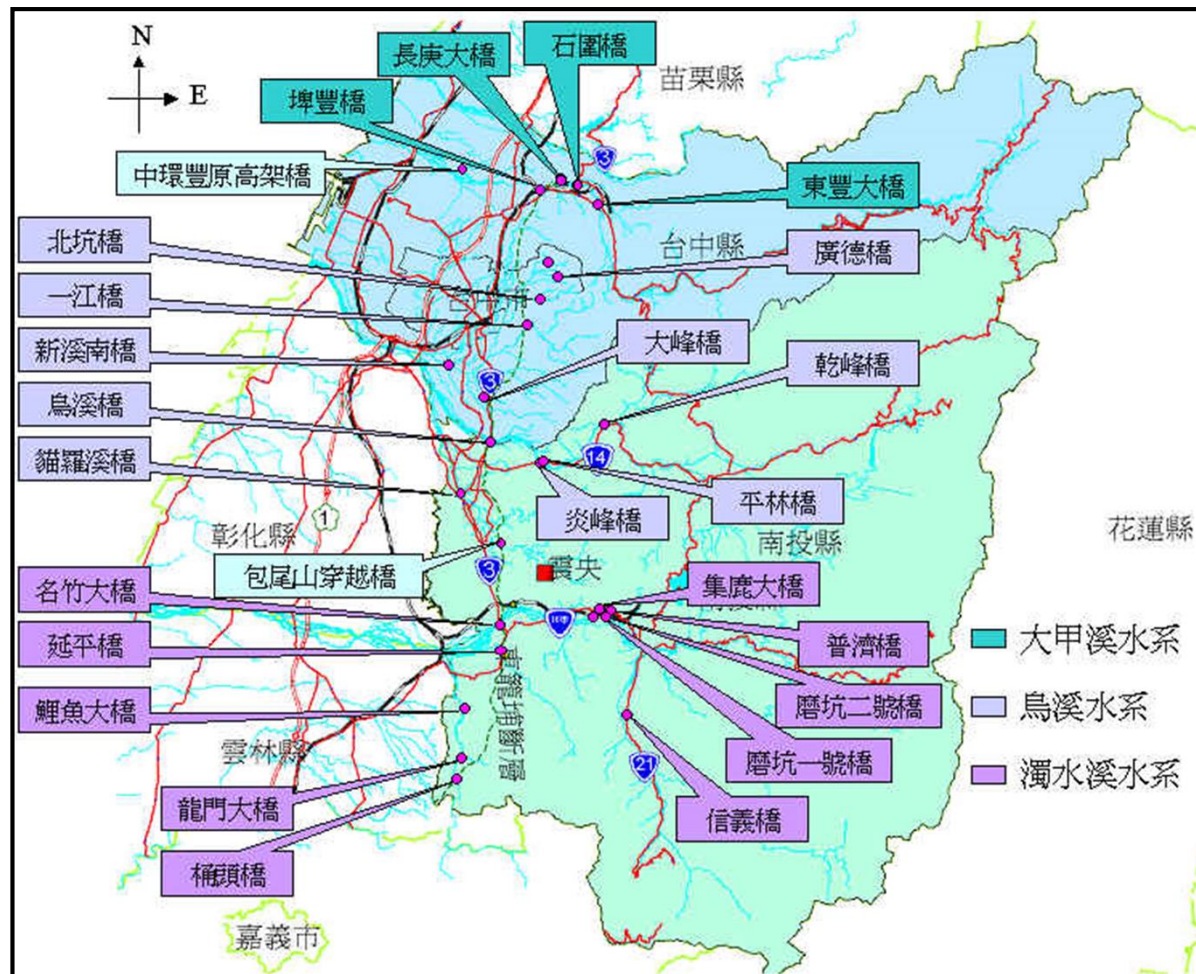 N
E
長庚大橋
石圍橋
苗栗縣
埤豐橋
3
中環豐原高架橋
東豐大橋
北坑橋
台中縣
廣德橋
一江橋
新溪南橋
大峰橋
乾峰橋
3
烏溪橋
14
貓羅溪橋
炎峰橋
平林橋
1
彰化縣
南投縣
花蓮縣
包尾山穿越橋
3
震央
名竹大橋
集鹿大橋
普濟橋
大甲溪水系
延平橋
車籠埔斷層
磨坑二號橋
烏溪水系
鯉魚大橋
雲林縣
磨坑一號橋
21
濁水溪水系
龍門大橋
信義橋
桶頭橋
嘉義市